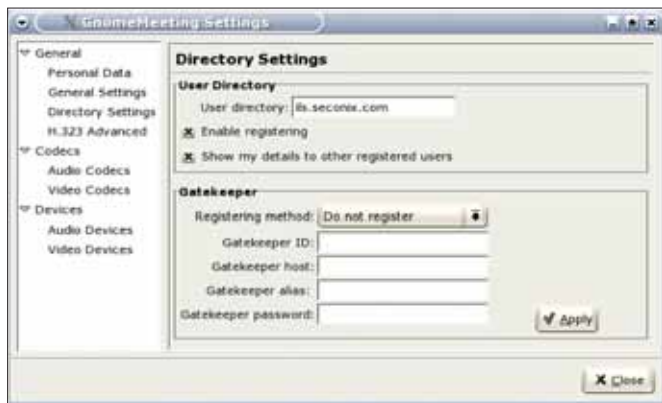 GnomeMeeting Settings
General
Personal Data
General Settings
Directory Settings
H.323 Advanced
Codecs
Audio Codecs
Video Codecs
Devices
Audio Devices
Video Devices
Directory Settings
User Directory
User directory: ils.seconix.com
Enable registering
Show my details to other registered users
Gatekeeper
Registering method: Do not register
Gatekeeper ID:
Gatekeeper host:
Gatekeeper alias:
Gatekeeper password:
Apply
Close